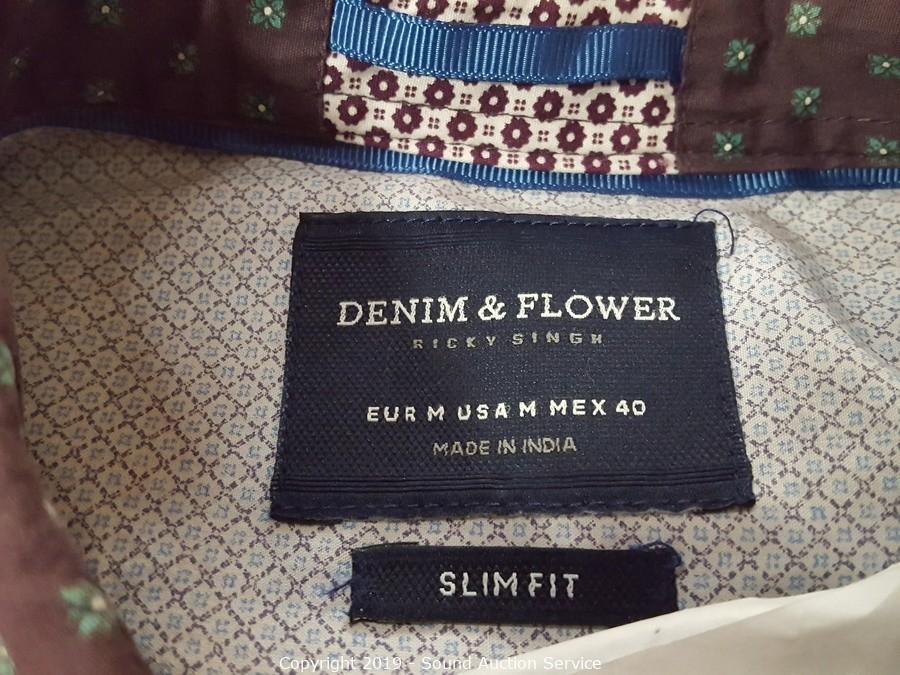 DENIM & FLOWER
RICKY SINGH
EUR M USA M MEX 40
MADE IN INDIA
SLIM FIT
Copyright 2019 - Sound Auction Service